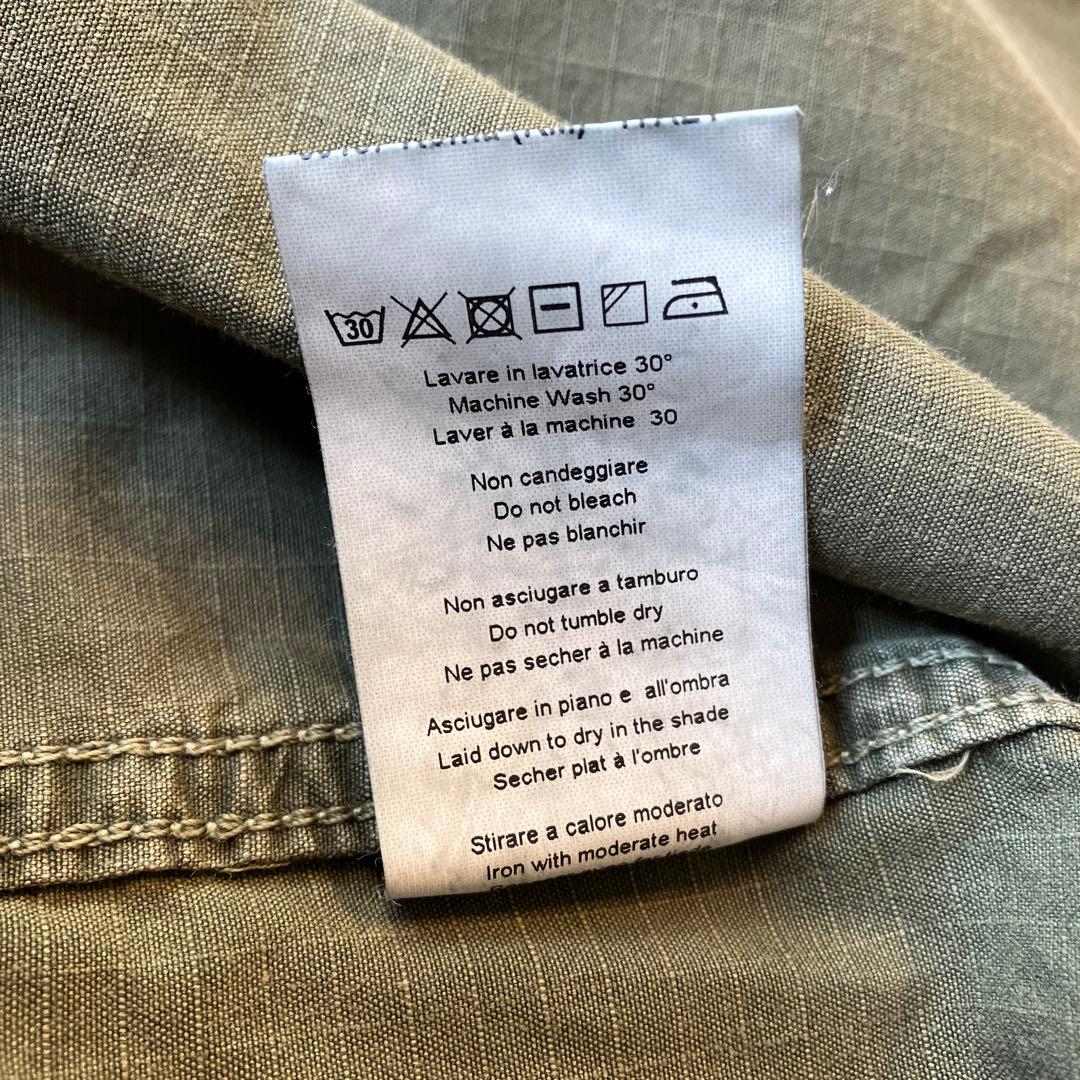 30
Lavare in lavatrice 30°
Machine Wash 30°
Laver à la machine 30
Non candeggiare
Do not bleach
Ne pas blanchir
Non asciugare a tamburo
Do not tumble dry
Ne pas secher à la machine
Asciugare in piano e all'ombra
Laid down to dry in the shade
Secher plat à l'ombre
Stirare a calore moderato
Iron with moderate heat